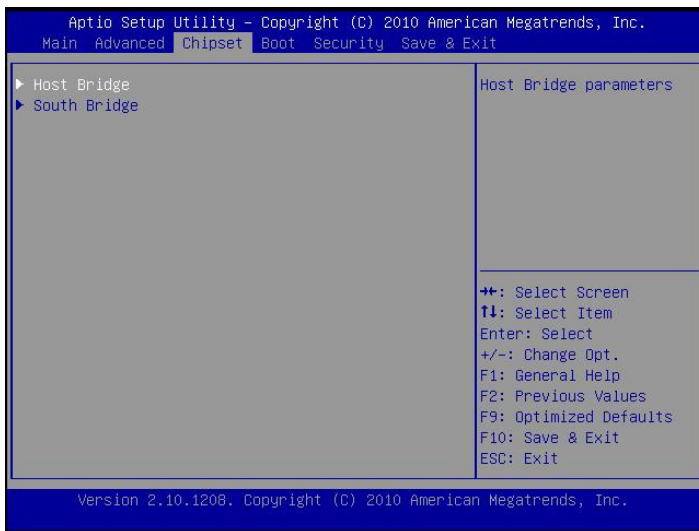 Aptio Setup Utility – Copyright (C) 2010 American Megatrends, Inc.
Main Advanced Chipset Boot Security Save & Exit
▶ Host Bridge
▶ South Bridge
Host Bridge parameters
→←: Select Screen
↑↓: Select Item
Enter: Select
+/-: Change Opt.
F1: General Help
F2: Previous Values
F9: Optimized Defaults
F10: Save & Exit
ESC: Exit
Version 2.10.1208. Copyright (C) 2010 American Megatrends, Inc.